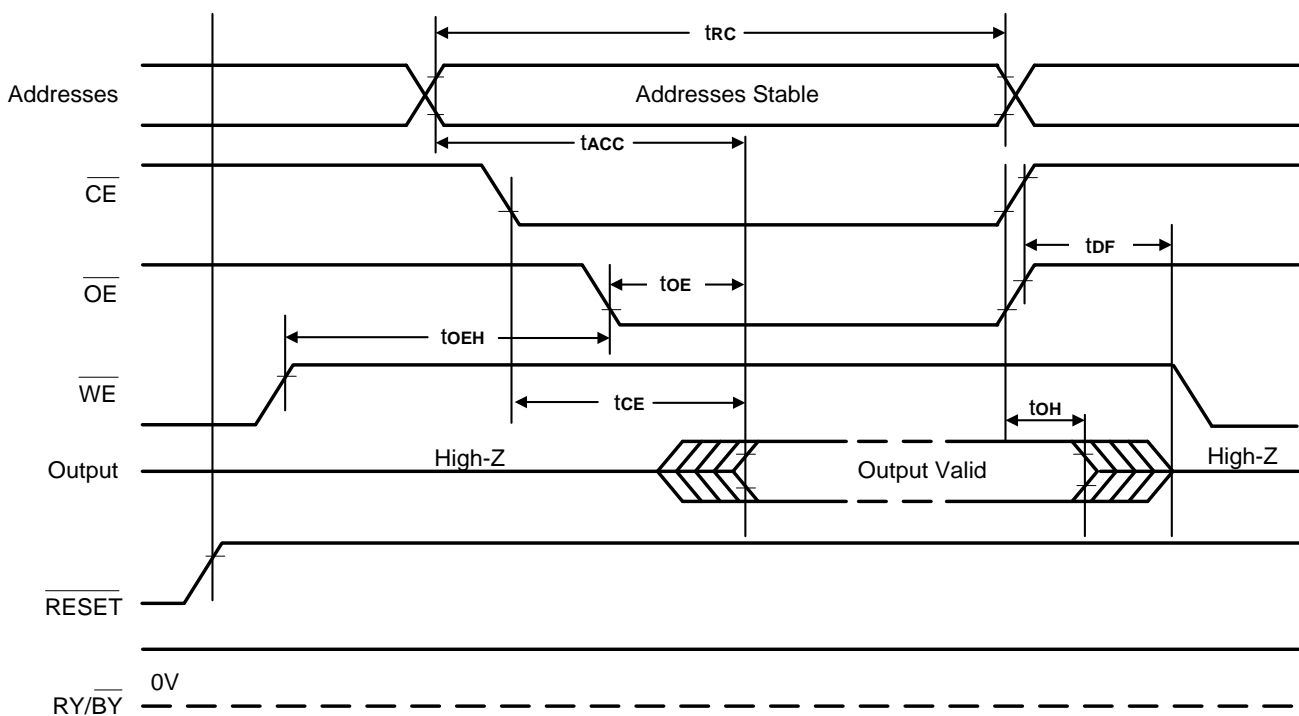 tRC
Addresses
Addresses Stable
tACC
CE
tDF
OE
tOE
tOEH
WE
tCE
tOH
High-Z
Output
Output Valid
High-Z
RESET
0V
RY/BY